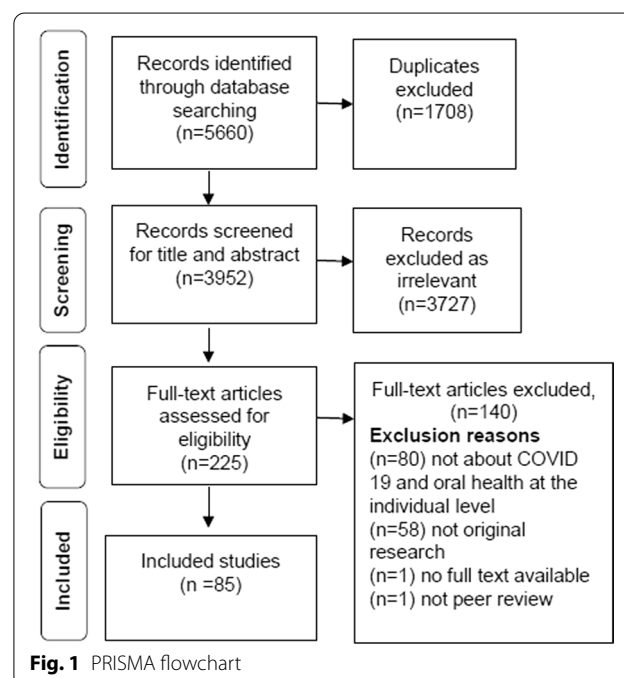 Identification
Records identified
through database
searching
(n=5660)
Duplicates
excluded
(n=1708)
Screening
Records screened
for title and abstract
(n=3952)
Records
excluded as
irrelevant
(n=3727)
Eligibility
Full-text articles
assessed for
eligibility
(n=225)
Full-text articles excluded,
(n=140)
Exclusion reasons
(n=80) not about COVID
19 and oral health at the
individual level
(n=58) not original
research
(n=1) no full text available
(n=1) not peer review
Included
Included studies
(n =85)
Fig. 1 PRISMA flowchart